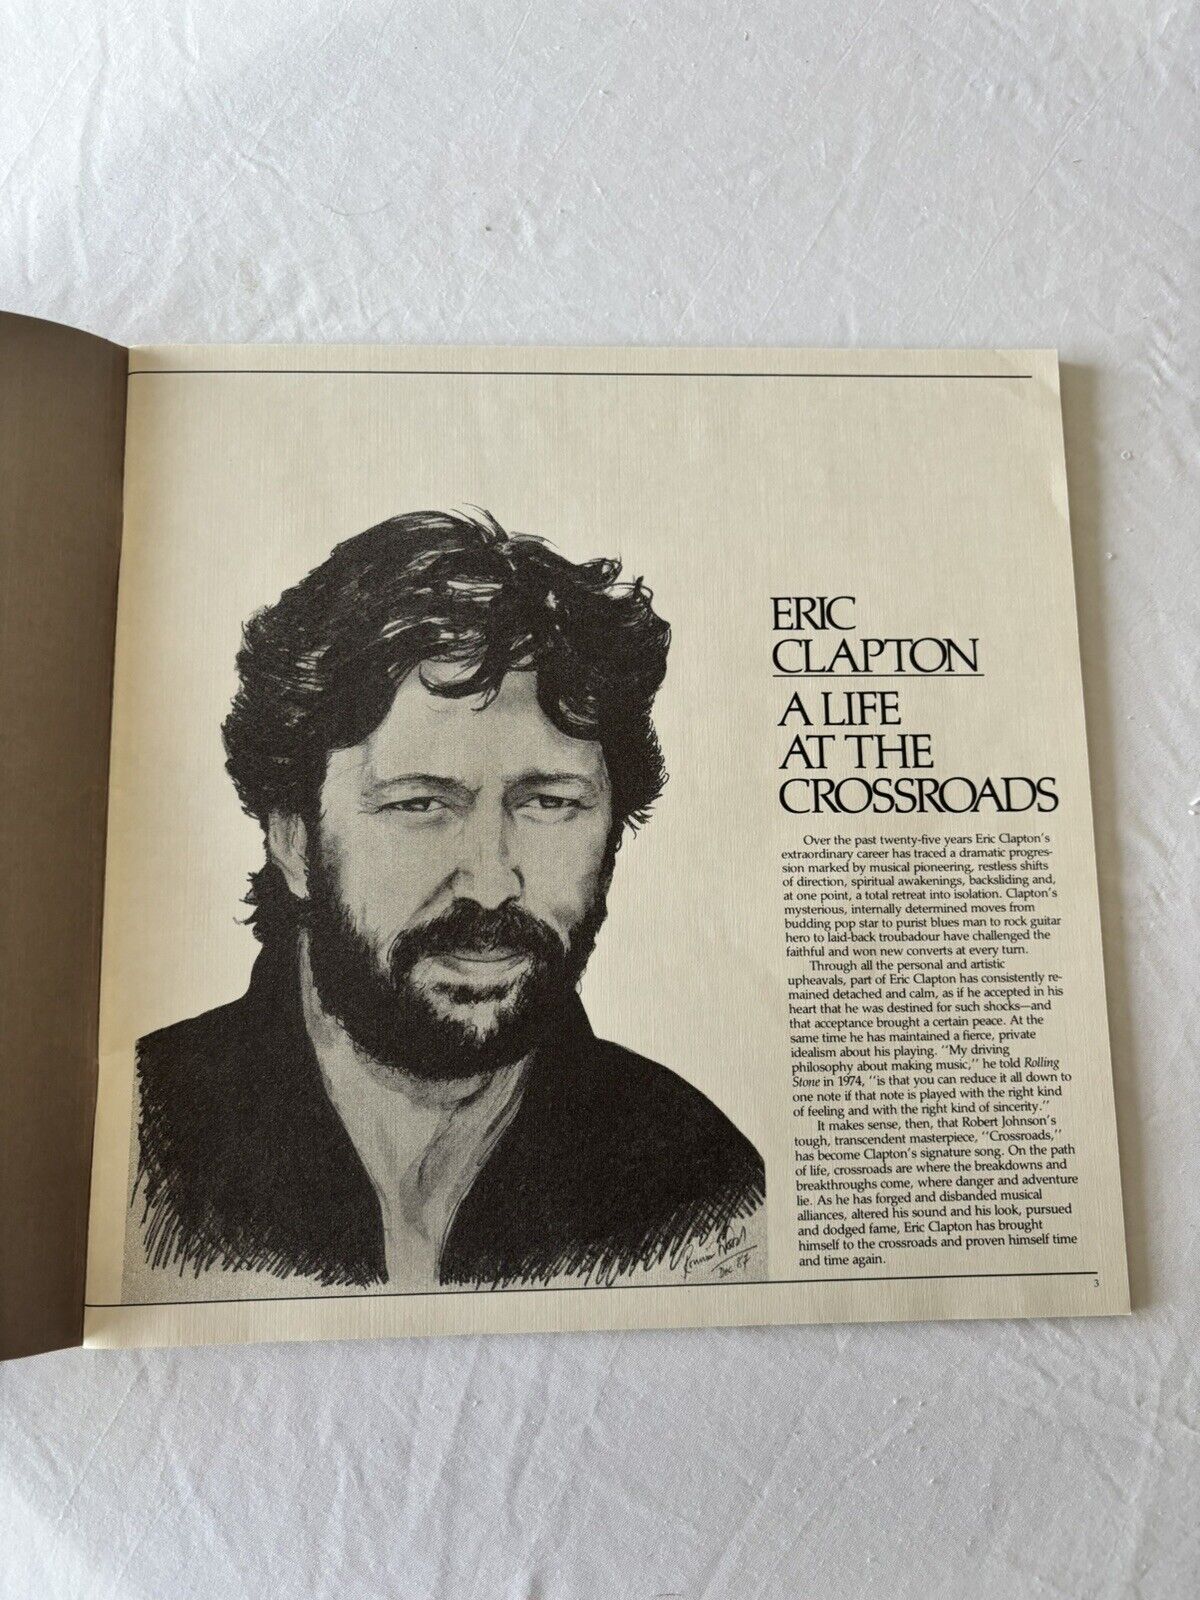 ERIC
CLAPTON
A LIFE
AT THE
CROSSROADS
Over the past twenty-five years Eric Clapton's
extraordinary career has traced a dramatic progres-
sion marked by musical pioneering, restless shifts
of direction, spiritual awakenings, backsliding and,
at one point, a total retreat into isolation. Clapton's
mysterious, internally determined moves from
budding pop star to purist blues man to rock guitar
hero to laid-back troubadour have challenged the
faithful and won new converts at every turn.
Through all the personal and artistic
upheavals, part of Eric Clapton has consistently re-
mained detached and calm, as if he accepted in his
heart that he was destined for such shocks—and
that acceptance brought a certain peace. At the
same time he has maintained a fierce, private
idealism about his playing. "My driving
philosophy about making music," he told Rolling
Stone in 1974, "is that you can reduce it all down to
one note if that note is played with the right kind
of feeling and with the right kind of sincerity."
It makes sense, then, that Robert Johnson's
tough, transcendent masterpiece, "Crossroads,"
has become Clapton's signature song. On the path
of life, crossroads are where the breakdowns and
breakthroughs come, where danger and adventure
lie. As he has forged and disbanded musical
alliances, altered his sound and his look, pursued
and dodged fame, Eric Clapton has brought
himself to the crossroads and proven himself time
and time again.
Ronnie Wood
Dec 87
3